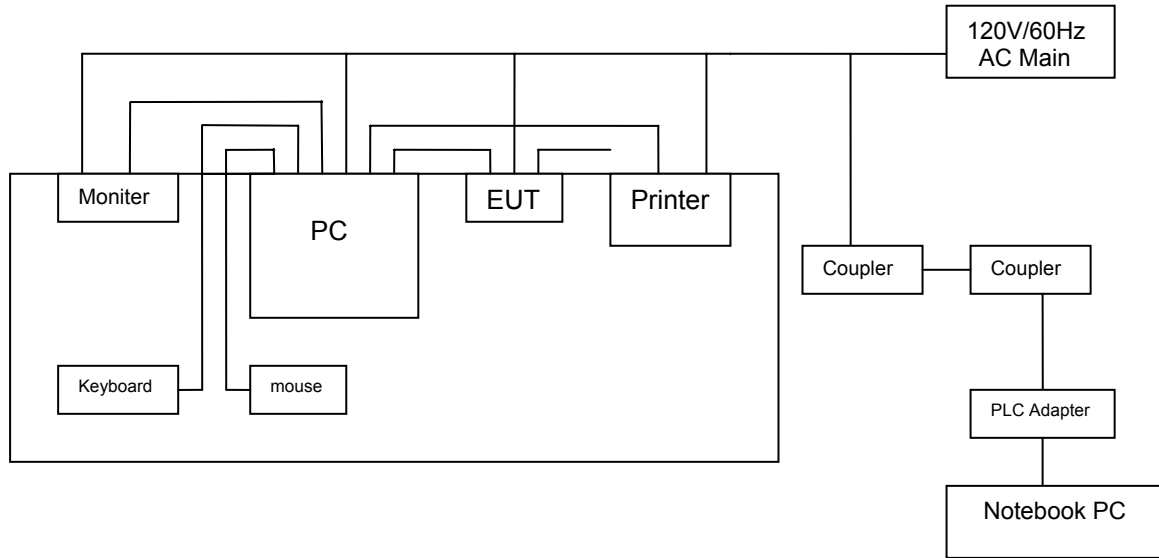 120V/60Hz
AC Main
Moniter
PC
EUT
Printer
Coupler
Coupler
Keyboard
mouse
PLC Adapter
Notebook PC